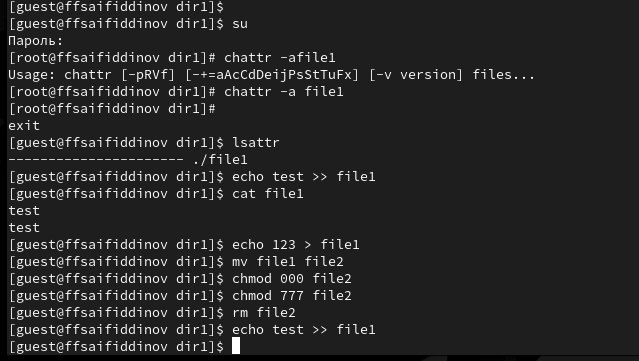 [guest@ffsaifiddinov dir1]$
[guest@ffsaifiddinov dir1]$ su
Пароль:
[root@ffsaifiddinov dir1]# chattr -afile1
Usage: chattr [-pRVf] [-+=aAcCdDeijPsStTuFx] [-v version] files...
[root@ffsaifiddinov dir1]# chattr -a file1
[root@ffsaifiddinov dir1]#
exit
[guest@ffsaifiddinov dir1]$ lsattr
---------------------- ./file1
[guest@ffsaifiddinov dir1]$ echo test >> file1
[guest@ffsaifiddinov dir1]$ cat file1
test
test
[guest@ffsaifiddinov dir1]$ echo 123 > file1
[guest@ffsaifiddinov dir1]$ mv file1 file2
[guest@ffsaifiddinov dir1]$ chmod 000 file2
[guest@ffsaifiddinov dir1]$ chmod 777 file2
[guest@ffsaifiddinov dir1]$ rm file2
[guest@ffsaifiddinov dir1]$ echo test >> file1
[guest@ffsaifiddinov dir1]$